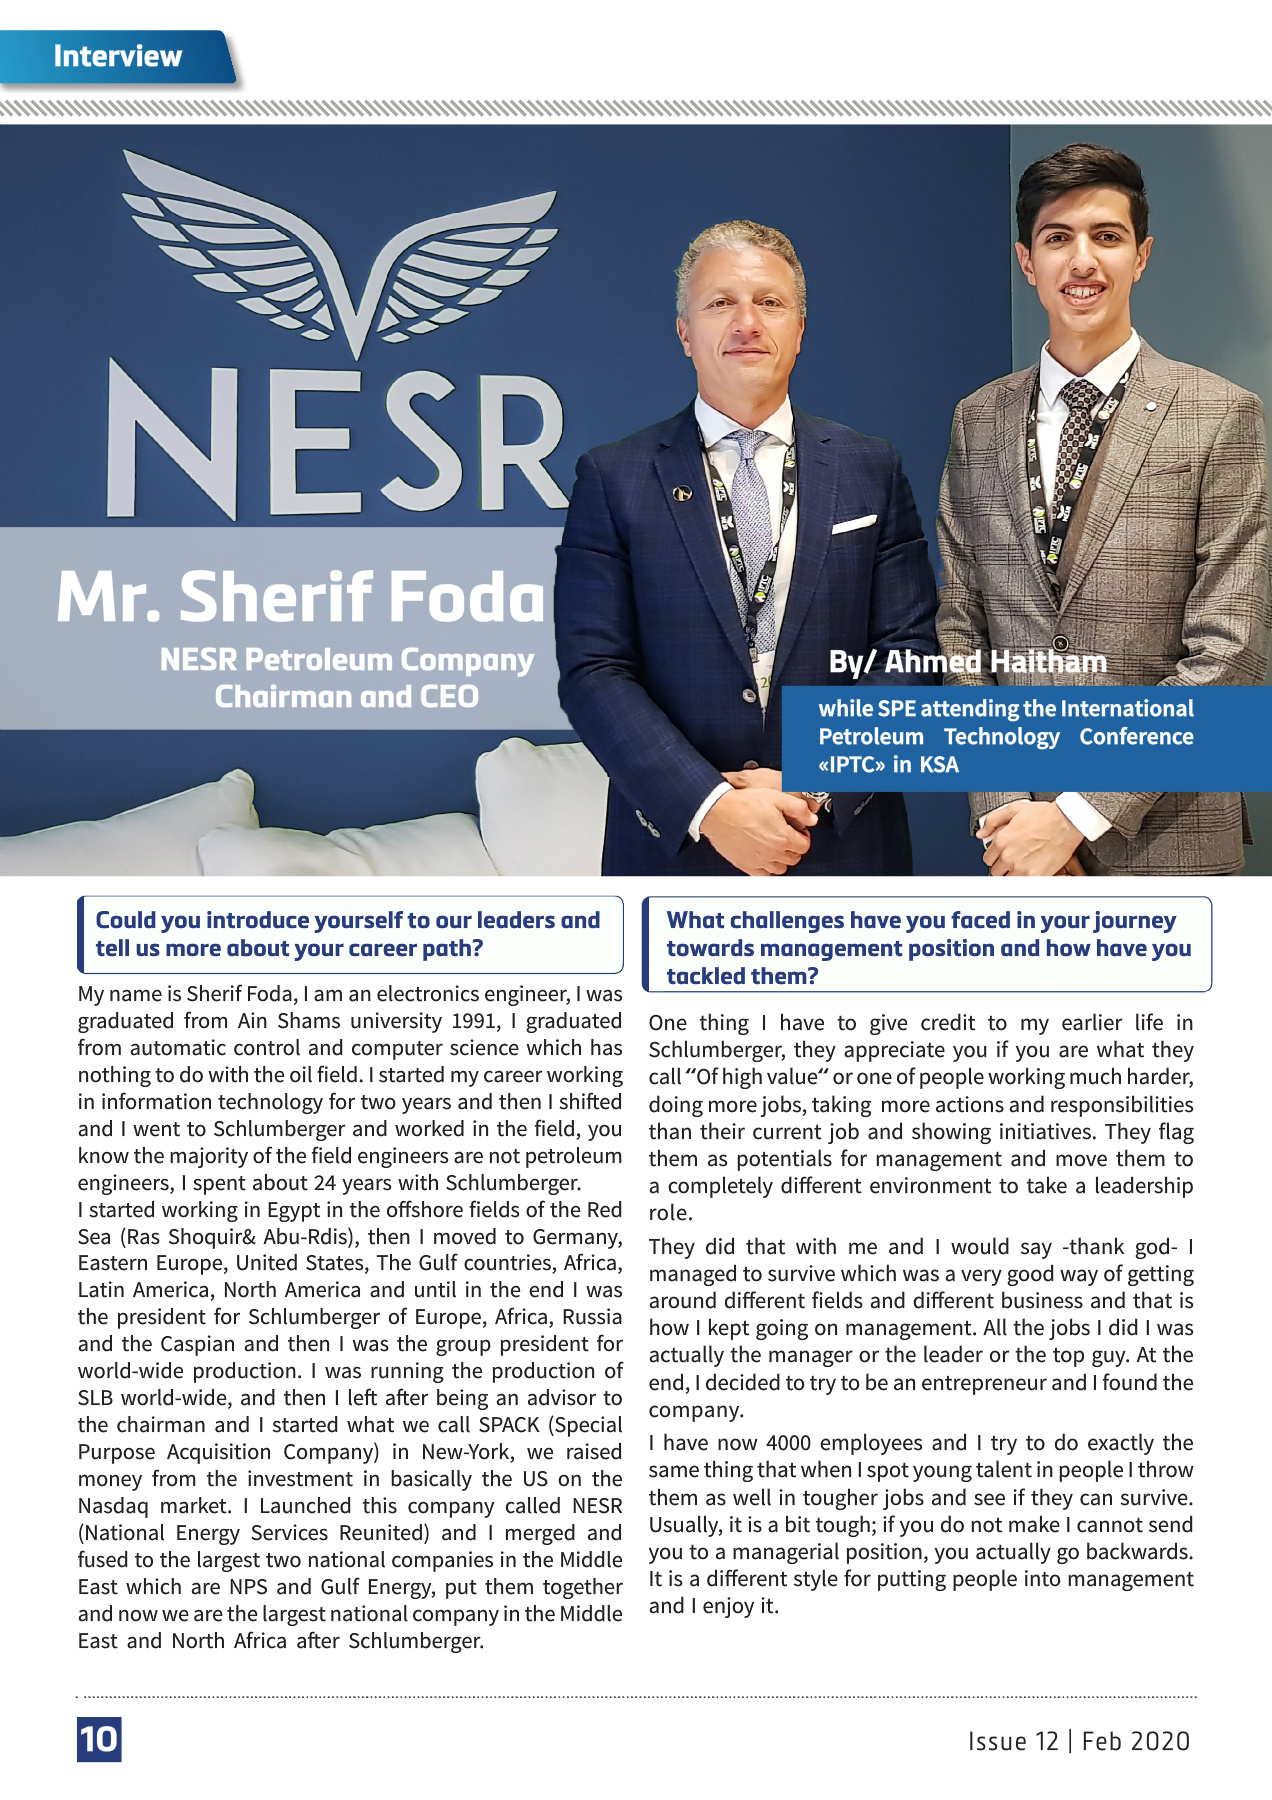 Interview
NESR
Mr. Sherif Foda
NESR Petroleum Company
Chairman and CEO
By/ Ahmed Haitham
while SPE attending the International
Petroleum Technology Conference
«IPTC» in KSA
Could you introduce yourself to our leaders and
tell us more about your career path?
My name is Sherif Foda, I am an electronics engineer, I was
graduated from Ain Shams university 1991, I graduated
from automatic control and computer science which has
nothing to do with the oil field. I started my career working
in information technology for two years and then I shifted
and I went to Schlumberger and worked in the field, you
know the majority of the field engineers are not petroleum
engineers, I spent about 24 years with Schlumberger.
I started working in Egypt in the offshore fields of the Red
Sea (Ras Shoquir& Abu-Rdis), then I moved to Germany,
Eastern Europe, United States, The Gulf countries, Africa,
Latin America, North America and until in the end I was
the president for Schlumberger of Europe, Africa, Russia
and the Caspian and then I was the group president for
world-wide production. I was running the production of
SLB world-wide, and then I left after being an advisor to
the chairman and I started what we call SPACK (Special
Purpose Acquisition Company) in New-York, we raised
money from the investment in basically the US on the
Nasdaq market. I Launched this company called NESR
(National Energy Services Reunited) and I merged and
fused to the largest two national companies in the Middle
East which are NPS and Gulf Energy, put them together
and now we are the largest national company in the Middle
East and North Africa after Schlumberger.
What challenges have you faced in your journey
towards management position and how have you
tackled them?
One thing I have to give credit to my earlier life in
Schlumberger, they appreciate you if you are what they
call “Of high value“ or one of people working much harder,
doing more jobs, taking more actions and responsibilities
than their current job and showing initiatives. They flag
them as potentials for management and move them to
a completely different environment to take a leadership
role.
They did that with me and I would say -thank god- I
managed to survive which was a very good way of getting
around different fields and different business and that is
how I kept going on management. All the jobs I did I was
actually the manager or the leader or the top guy. At the
end, I decided to try to be an entrepreneur and I found the
company.
I have now 4000 employees and I try to do exactly the
same thing that when I spot young talent in people I throw
them as well in tougher jobs and see if they can survive.
Usually, it is a bit tough; if you do not make I cannot send
you to a managerial position, you actually go backwards.
It is a different style for putting people into management
and I enjoy it.
10
Issue 12 | Feb 2020